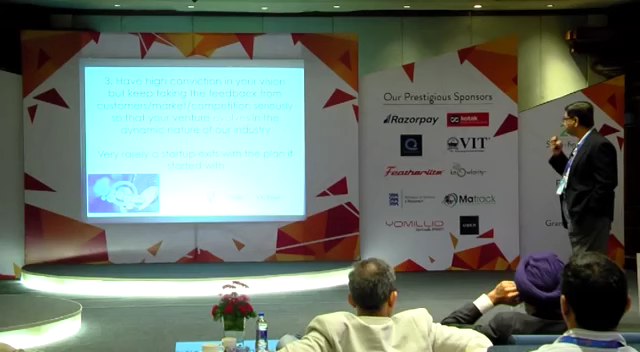 3. Have high conviction in your vision
but keep taking the feedback from
customers/market/competition seriously
so that your venture evolves in the
dynamic nature of our industry
Very rarely a startup exits with the plan it
started with.
Our Prestigious Sponsors
Razorpay
kotak
VIT
Featherlite
Matrack
YOMILLIO
UBER